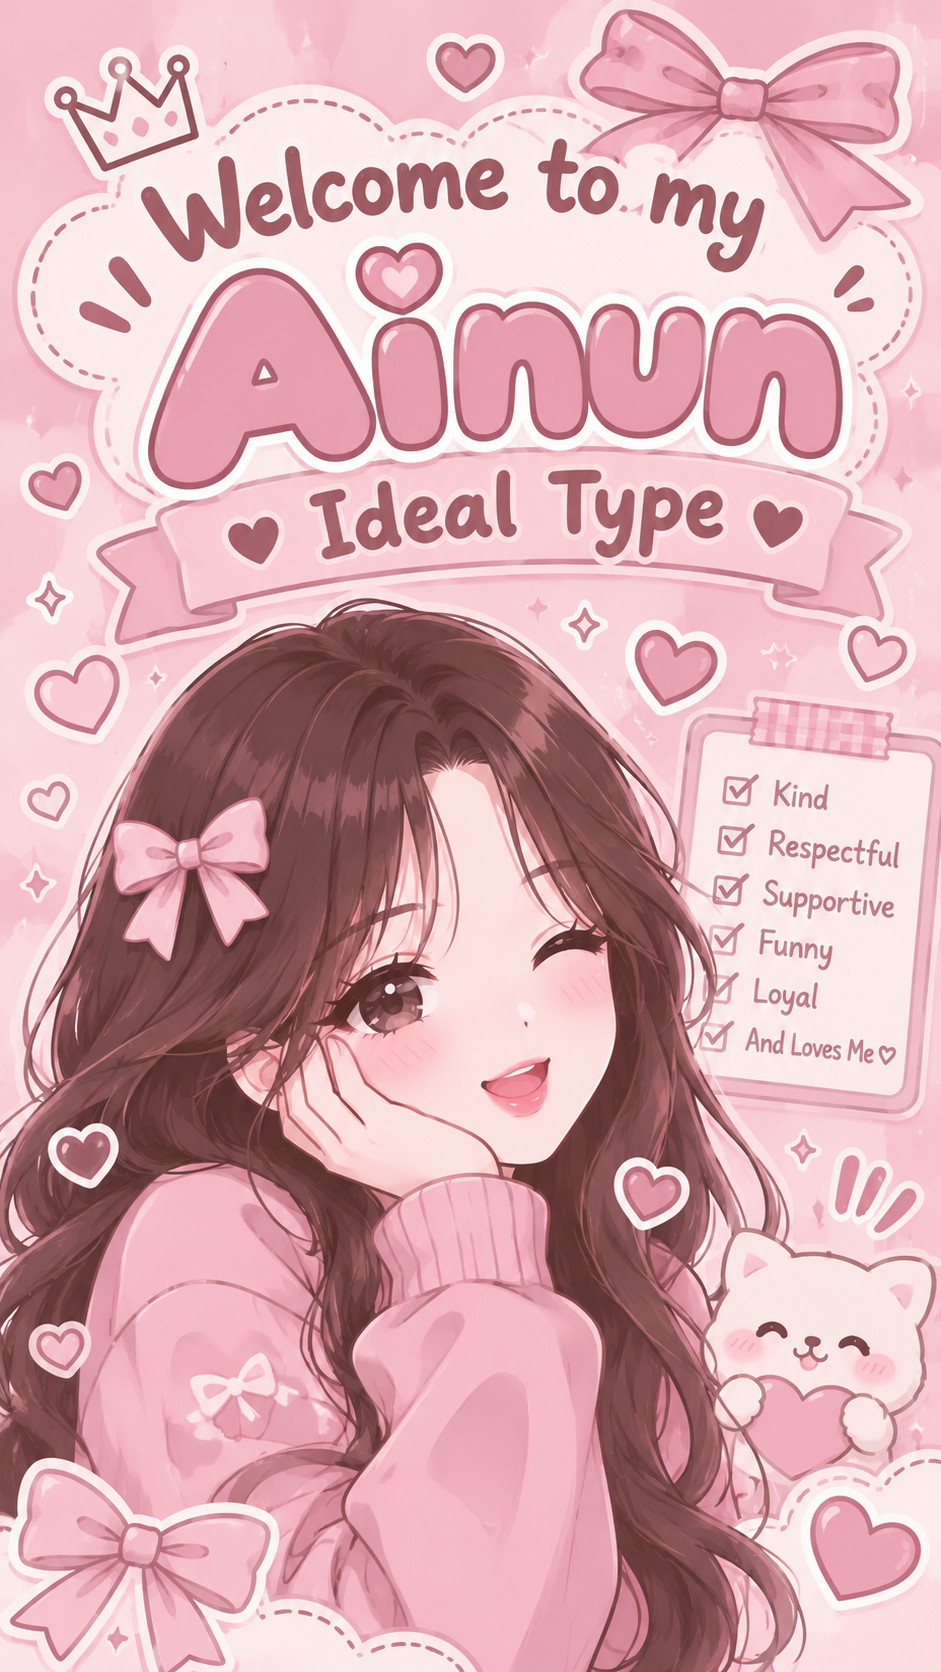 Welcome to my
Ainun
Ideal Type
Kind
Respectful
Supportive
Funny
Loyal
And Loves Me♡